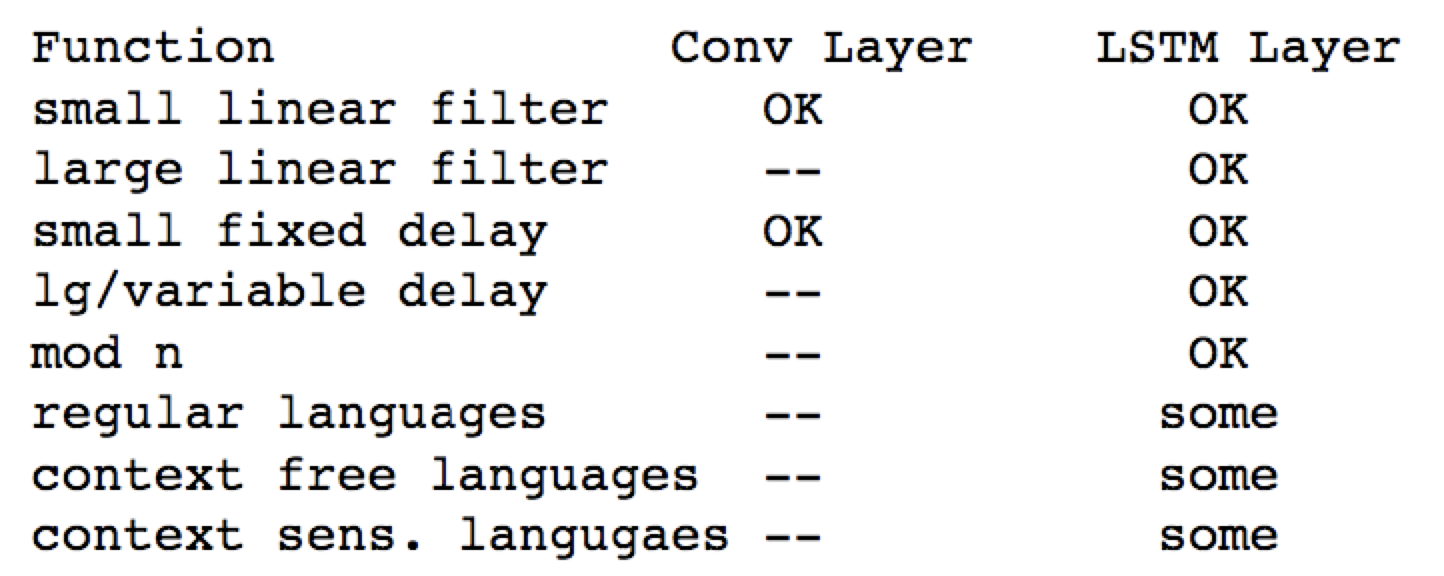 Function Conv Layer LSTM Layer
small linear filter OK OK
large linear filter -- OK
small fixed delay OK OK
lg/variable delay -- OK
mod n -- OK
regular languages -- some
context free languages -- some
context sens. langugaes -- some